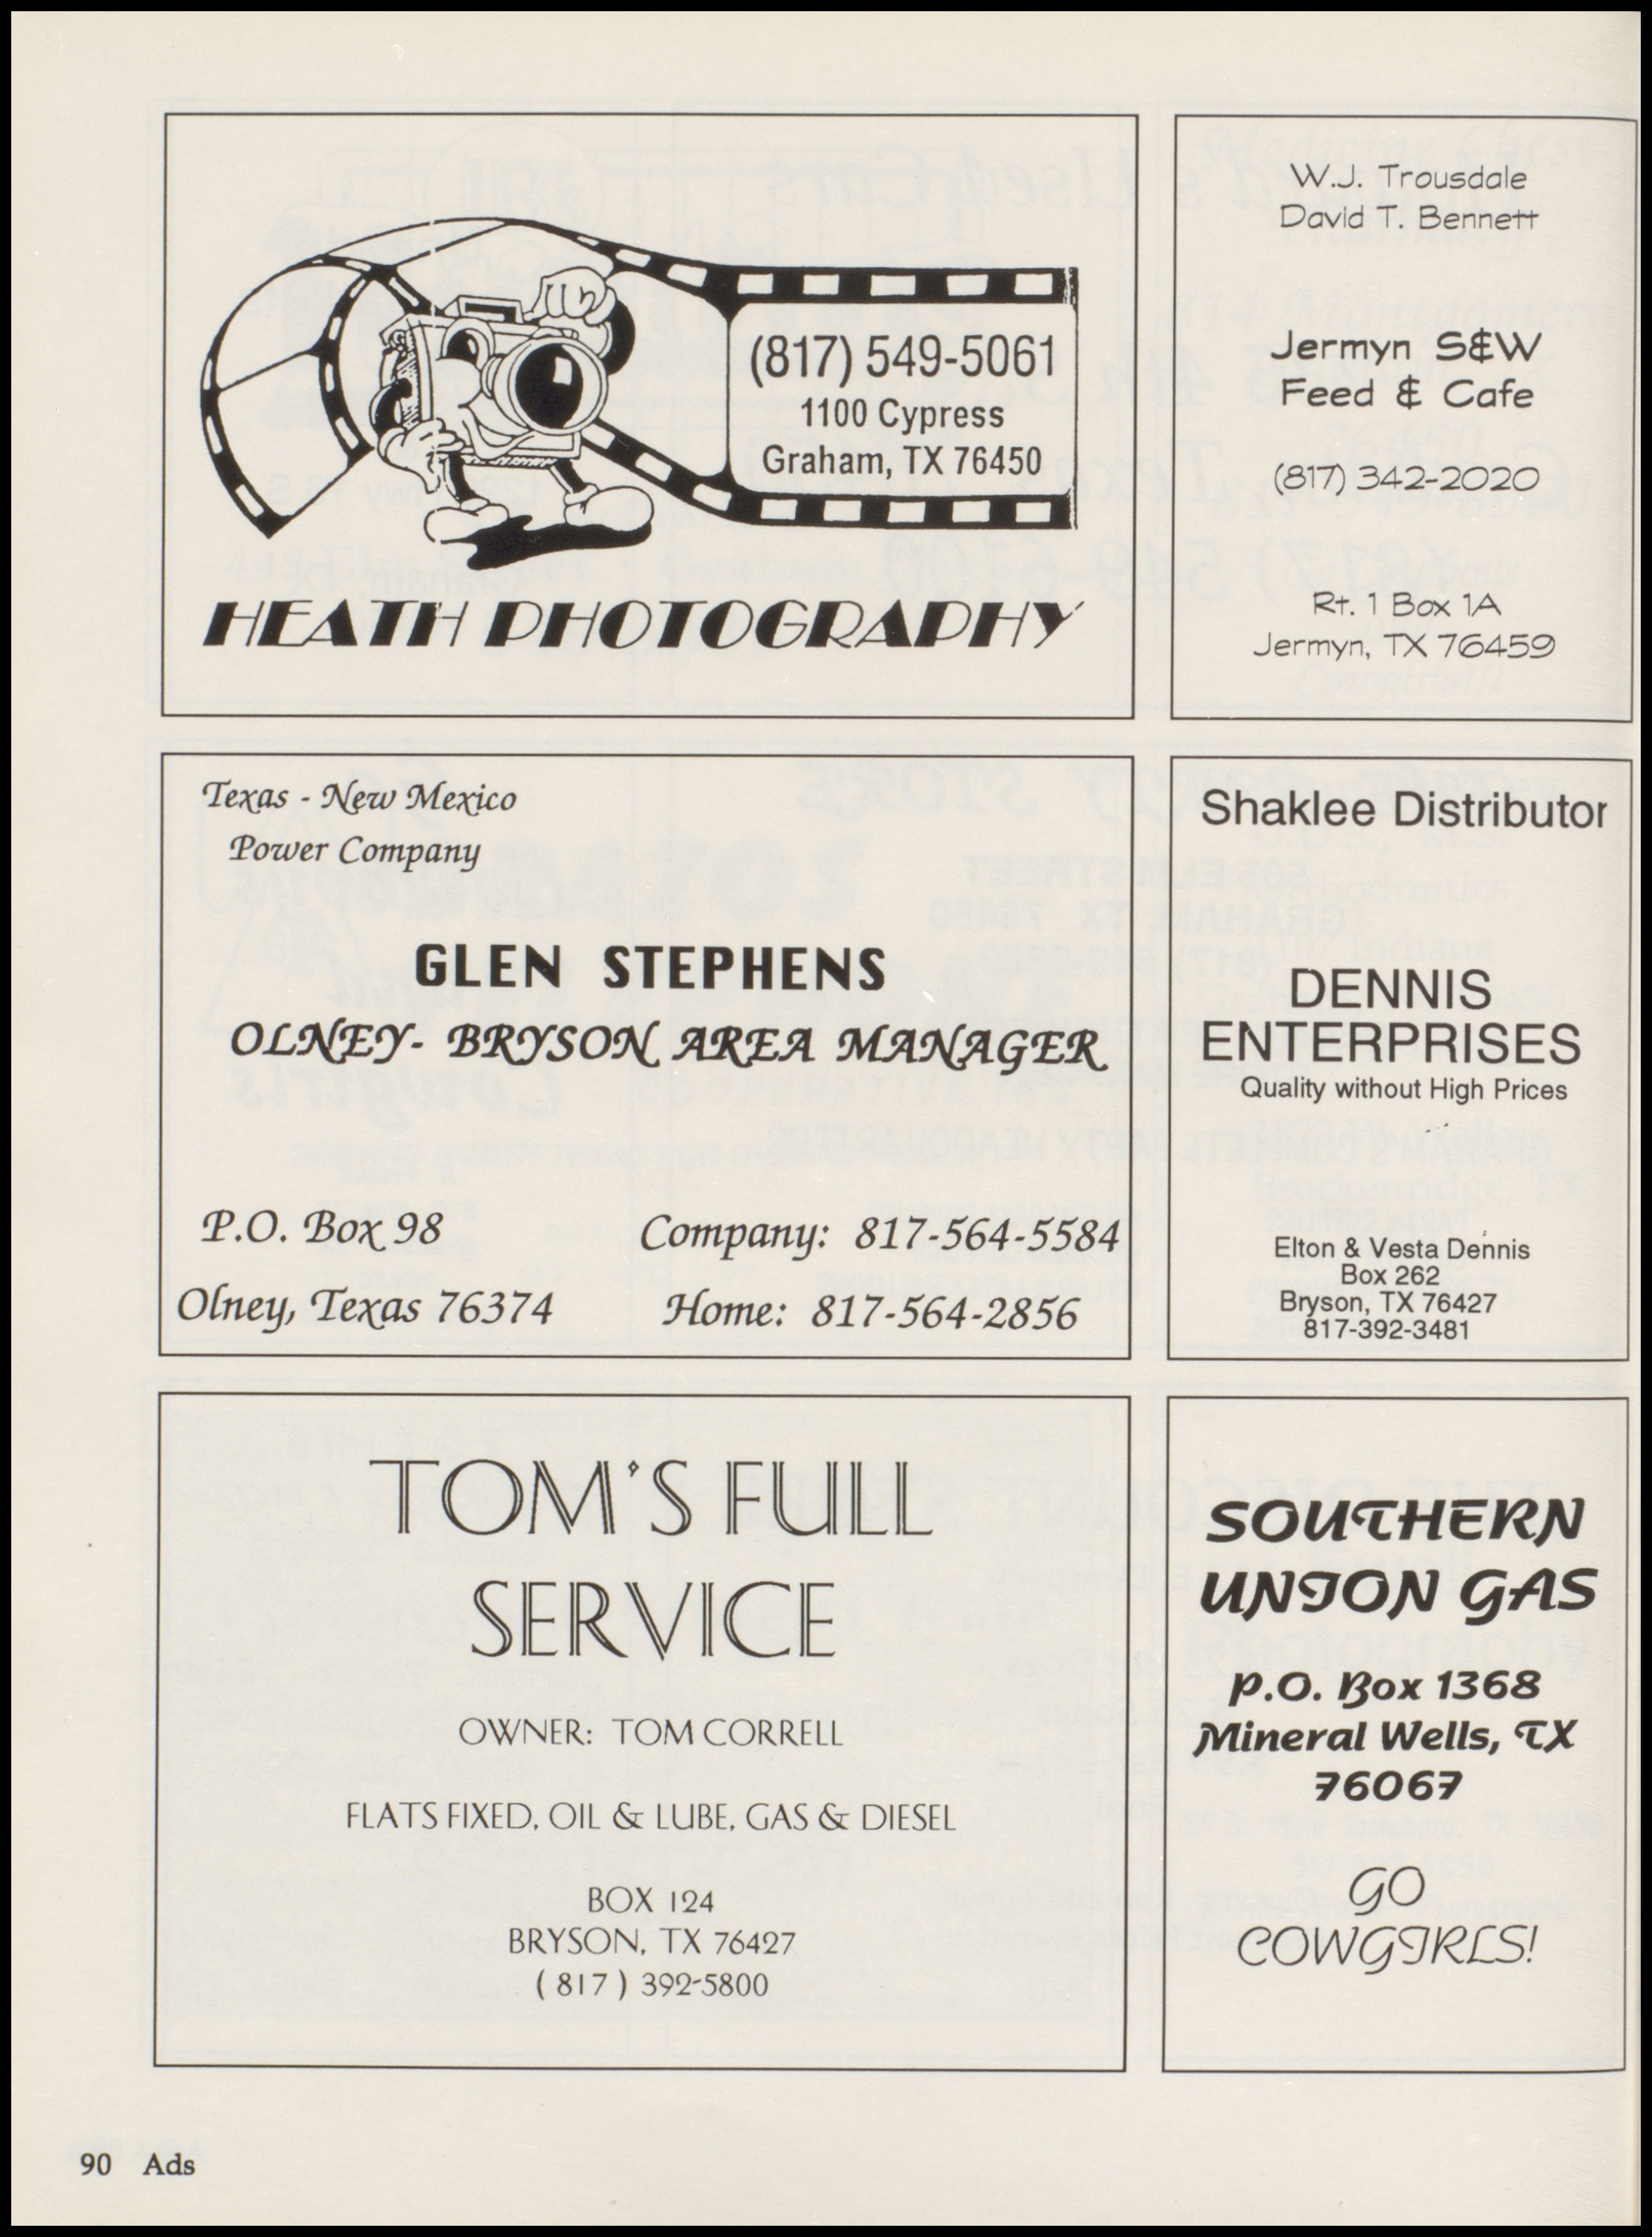 (817) 549-5061
1100 Cypress
Graham, TX 76450
HEATH PHOTOGRAPHY
W.J. Trousdale
David T. Bennett
Jermyn S&W
Feed & Cafe
(817) 342-2020
Rt. 1 Box 1A
Jermyn, TX 76459
Texas - New Mexico
Power Company
GLEN STEPHENS
OLNEY- BRYSON AREA MANAGER
P.O. Box 98
Olney, Texas 76374
Company: 817-564-5584
Home: 817-564-2856
Shaklee Distributor
DENNIS
ENTERPRISES
Quality without High Prices
Elton & Vesta Dennis
Box 262
Bryson, TX 76427
817-392-3481
TOM'S FULL
SERVICE
OWNER: TOM CORRELL
FLATS FIXED, OIL & LUBE, GAS & DIESEL
BOX 124
BRYSON, TX 76427
( 817 ) 392-5800
SOUTHERN
UNION GAS
P.O. Box 1368
Mineral Wells, TX
76067
GO
COWGIRLS!
90 Ads